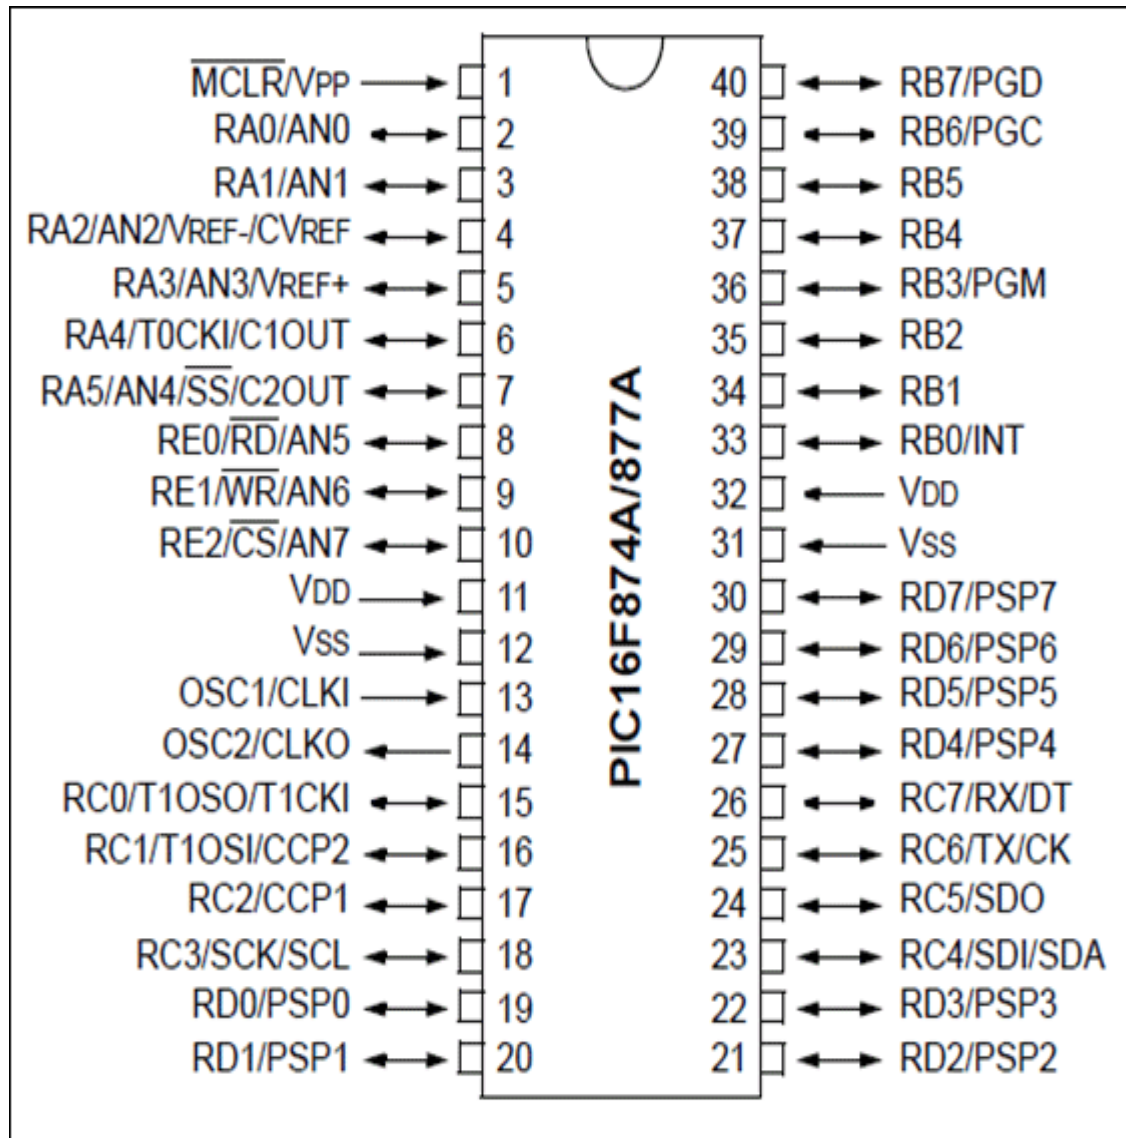 M̅C̅L̅R̅/VPP 1 40 RB7/PGD
RA0/AN0 2 39 RB6/PGC
RA1/AN1 3 38 RB5
RA2/AN2/VREF-/CVREF 4 37 RB4
RA3/AN3/VREF+ 5 36 RB3/PGM
RA4/T0CKI/C1OUT 6 35 RB2
RA5/AN4/S̅S̅/C2OUT 7 34 RB1
RE0/R̅D̅/AN5 8 33 RB0/INT
RE1/W̅R̅/AN6 9 32 VDD
RE2/C̅S̅/AN7 10 31 VSS
VDD 11 30 RD7/PSP7
VSS 12 29 RD6/PSP6
OSC1/CLKI 13 28 RD5/PSP5
OSC2/CLKO 14 27 RD4/PSP4
RC0/T1OSO/T1CKI 15 26 RC7/RX/DT
RC1/T1OSI/CCP2 16 25 RC6/TX/CK
RC2/CCP1 17 24 RC5/SDO
RC3/SCK/SCL 18 23 RC4/SDI/SDA
RD0/PSP0 19 22 RD3/PSP3
RD1/PSP1 20 21 RD2/PSP2
PIC16F874A/877A